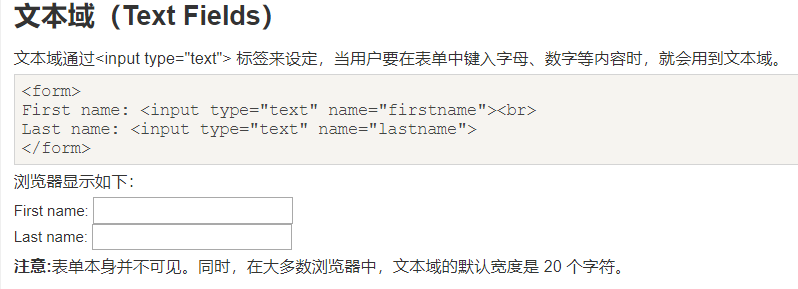 文本域（Text Fields）
文本域通过<input type="text"> 标签来设定，当用户要在表单中键入字母、数字等内容时，就会用到文本域。
<form>
First name: <input type="text" name="firstname"><br>
Last name: <input type="text" name="lastname">
</form>
浏览器显示如下：
First name:
Last name:
注意:表单本身并不可见。同时，在大多数浏览器中，文本域的默认宽度是 20 个字符。